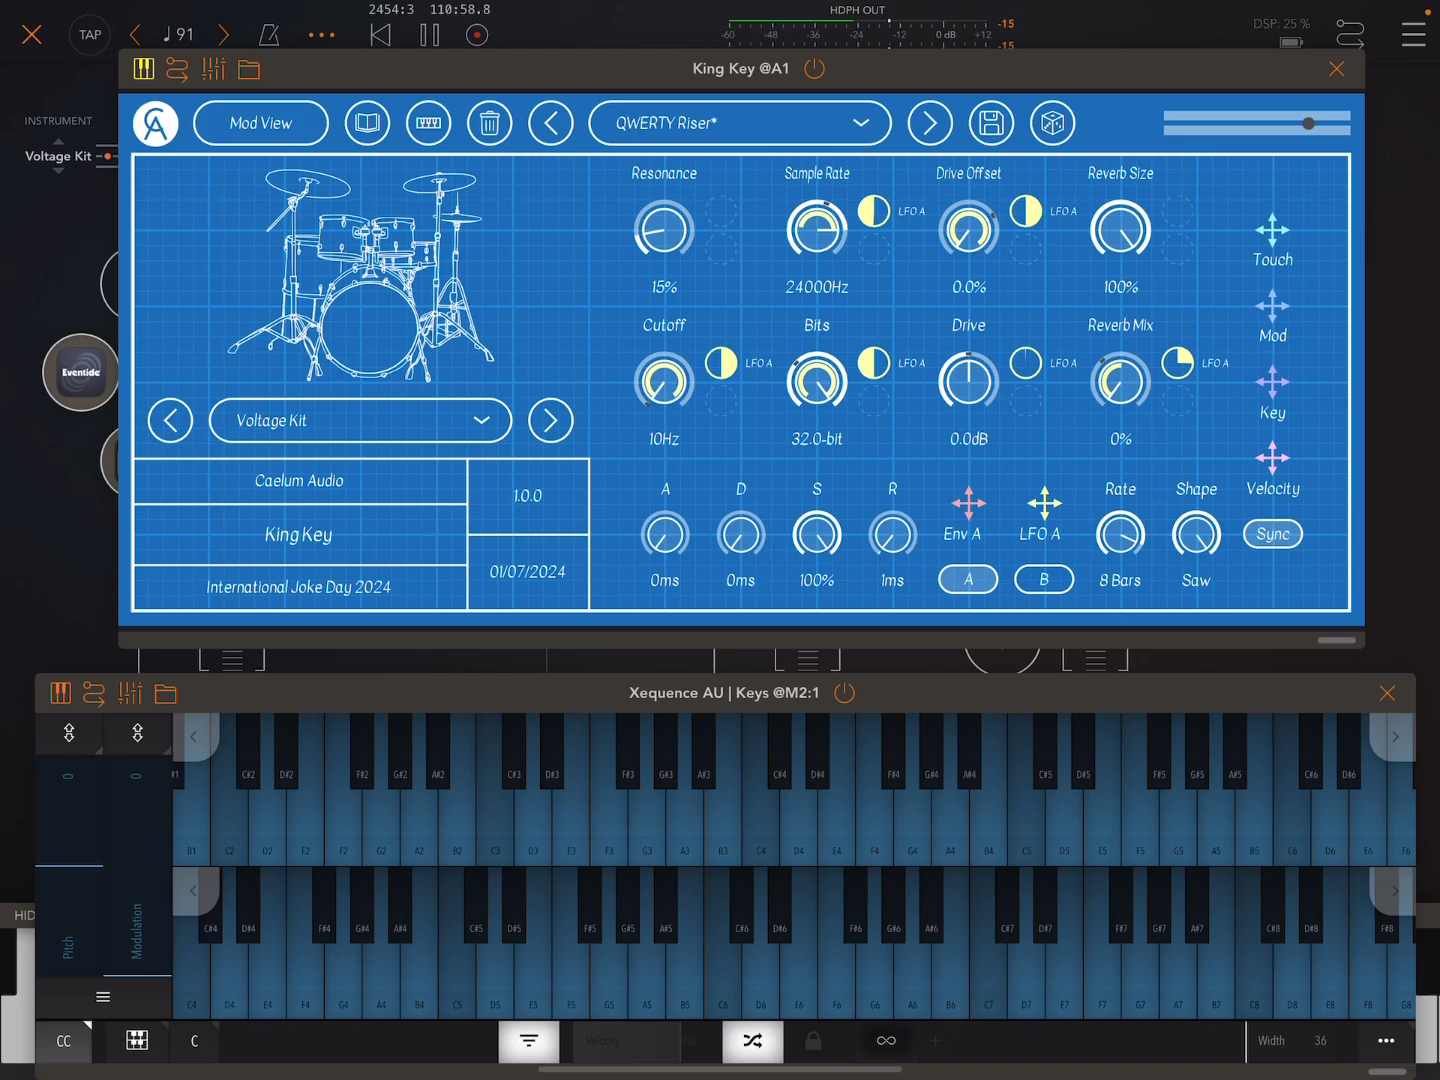 2454:3 110:58.8
HDPH OUT
TAP
91
-60 -48 -36 -24 -12 0 dB +12
-15
-15
DSP: 25 %
King Key @A1
INSTRUMENT
Voltage Kit
Mod View
QWERTY Riser*
Resonance
Sample Rate
Drive Offset
Reverb Size
LFO A
LFO A
15%
24000Hz
0.0%
100%
Touch
Cutoff
Bits
Drive
Reverb Mix
Mod
LFO A
LFO A
LFO A
LFO A
Eventide
10Hz
32.0-bit
0.0dB
0%
Key
Voltage Kit
Caelum Audio
1.0.0
King Key
01/07/2024
International Joke Day 2024
A
D
S
R
Rate
Shape
Velocity
Env A
LFO A
Sync
0ms
0ms
100%
1ms
A
B
8 Bars
Saw
Xequence AU | Keys @M2:1
0
0
C#2 D#2 F#2 G#2 A#2 C#3 D#3 F#3 G#3 A#3 C#4 D#4 F#4 G#4 A#4 C#5 D#5 F#5 G#5 A#5 C#6 D#6
B1 C2 D2 E2 F2 G2 A2 B2 C3 D3 E3 F3 G3 A3 B3 C4 D4 E4 F4 G4 A4 B4 C5 D5 E5 F5 G5 A5 B5 C6 D6 E6 F6
HID
C#4 D#4 F#4 G#4 A#4 C#5 D#5 F#5 G#5 A#5 C#6 D#6 F#6 G#6 A#6 C#7 D#7 F#7 G#7 A#7 C#8 D#8 F#8
Pitch
Modulation
C4 D4 E4 F4 G4 A4 B4 C5 D5 E5 F5 G5 A5 B5 C6 D6 E6 F6 G6 A6 B6 C7 D7 E7 F7 G7 A7 B7 C8 D8 E8 F8 G8
CC
C
Velocity
Width 36